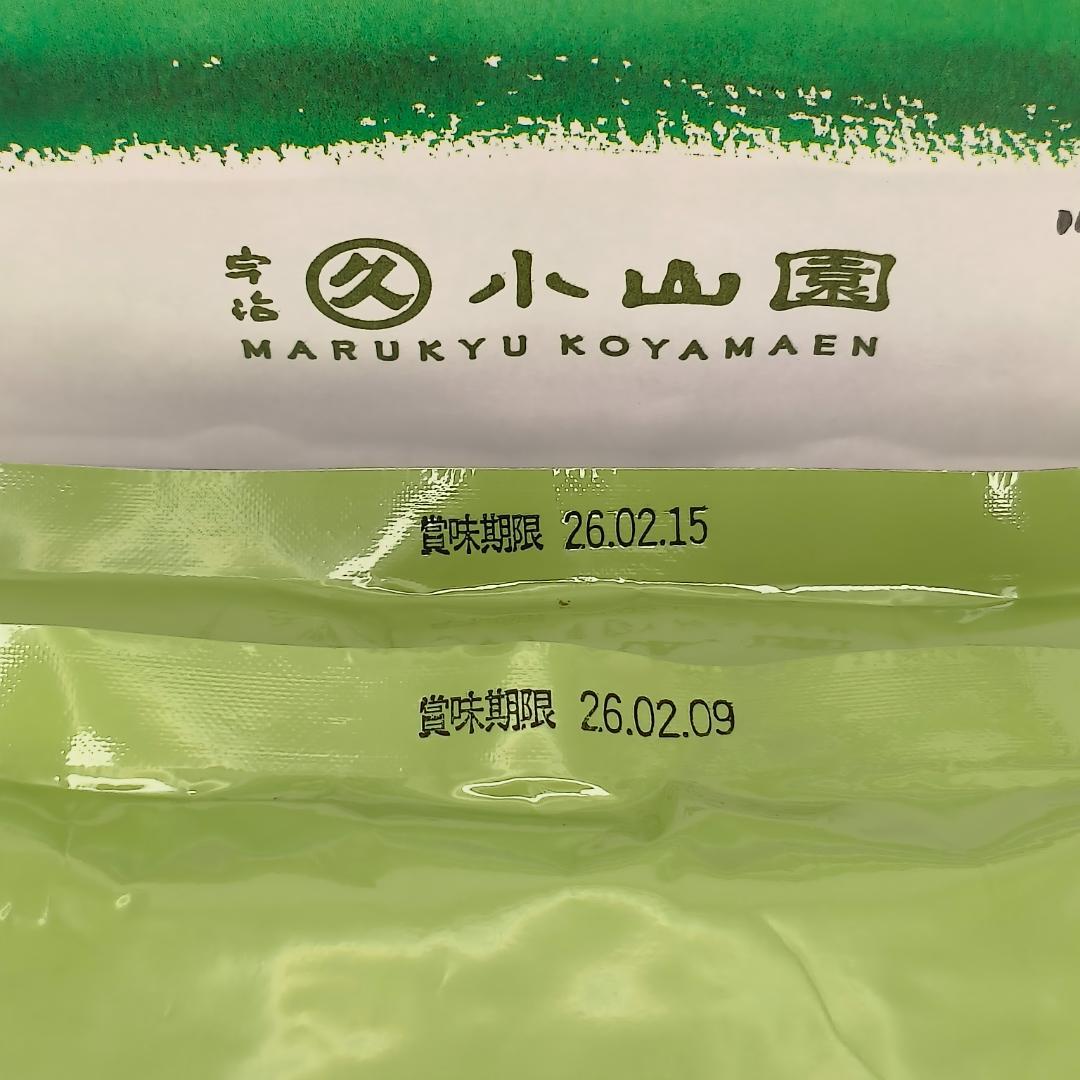 宇治 久 小山園
MARUKYU KOYAMAEN
賞味期限 26.02.15
賞味期限 26.02.09